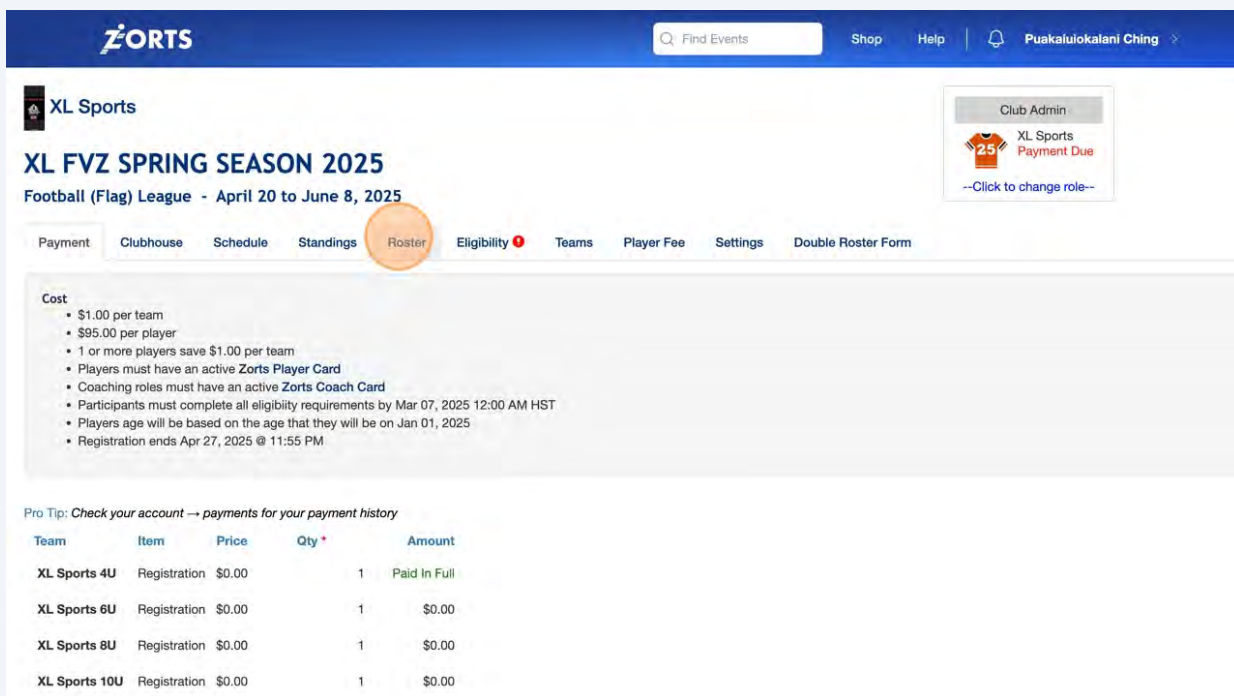 ZORTS
Find Events
Shop
Help
Puakaiuiokalani Ching
XL Sports
Club Admin
25
XL Sports
Payment Due
--Click to change role--
XL FVZ SPRING SEASON 2025
Football (Flag) League - April 20 to June 8, 2025
Payment Clubhouse Schedule Standings Roster Eligibility Teams Player Fee Settings Double Roster Form
Cost
• $1.00 per team
• $95.00 per player
• 1 or more players save $1.00 per team
• Players must have an active Zorts Player Card
• Coaching roles must have an active Zorts Coach Card
• Participants must complete all eligibiity requirements by Mar 07, 2025 12:00 AM HST
• Players age will be based on the age that they will be on Jan 01, 2025
• Registration ends Apr 27, 2025 @ 11:55 PM
Pro Tip: Check your account → payments for your payment history
Team Item Price Qty * Amount
XL Sports 4U Registration $0.00 1 Paid In Full
XL Sports 6U Registration $0.00 1 $0.00
XL Sports 8U Registration $0.00 1 $0.00
XL Sports 10U Registration $0.00 1 $0.00